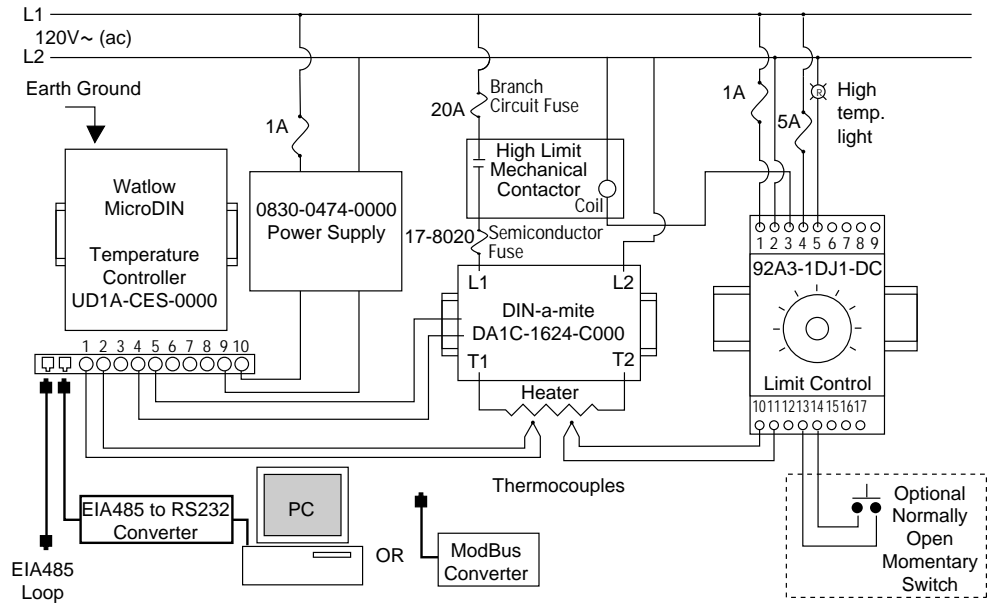 L1
120V~ (ac)
L2
Earth Ground
1A
20A
Branch
Circuit Fuse
1A
5A
R
High
temp.
light
Watlow
MicroDIN
Temperature
Controller
UD1A-CES-0000
0830-0474-0000
Power Supply
High Limit
Mechanical
Contactor
Coil
17-8020
Semiconductor
Fuse
L1
L2
DIN-a-mite
DA1C-1624-C000
T1
T2
Heater
1 2 3 4 5 6 7 8 9
92A3-1DJ1-DC
Limit Control
10 11 12 13 14 15 16 17
1 2 3 4 5 6 7 8 9 10
Thermocouples
EIA485 to RS232
Converter
PC
OR
ModBus
Converter
EIA485
Loop
Optional
Normally
Open
Momentary
Switch